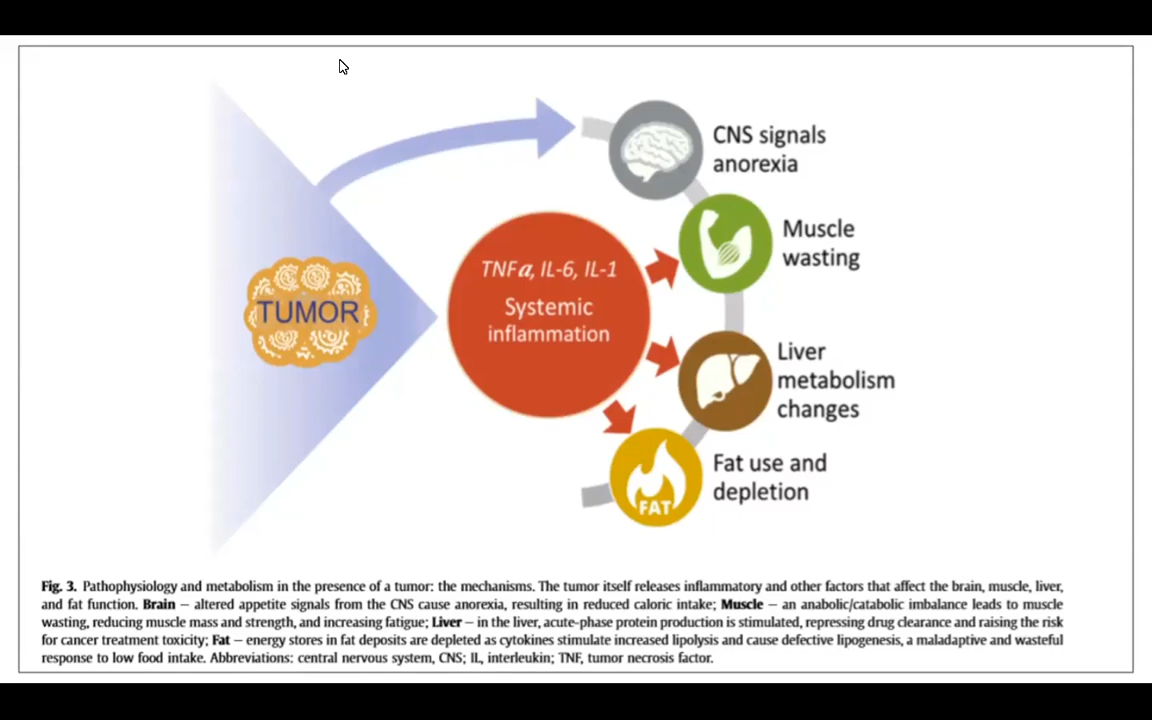 CNS signals
anorexia
Muscle
wasting
TNFα, IL-6, IL-1
Systemic
inflammation
TUMOR
Liver
metabolism
changes
Fat use and
depletion
FAT
Fig. 3. Pathophysiology and metabolism in the presence of a tumor: the mechanisms. The tumor itself releases inflammatory and other factors that affect the brain, muscle, liver,
and fat function. Brain – altered appetite signals from the CNS cause anorexia, resulting in reduced caloric intake; Muscle – an anabolic/catabolic imbalance leads to muscle
wasting, reducing muscle mass and strength, and increasing fatigue; Liver – in the liver, acute-phase protein production is stimulated, repressing drug clearance and raising the risk
for cancer treatment toxicity; Fat – energy stores in fat deposits are depleted as cytokines stimulate increased lipolysis and cause defective lipogenesis, a maladaptive and wasteful
response to low food intake. Abbreviations: central nervous system, CNS; IL, interleukin; TNF, tumor necrosis factor.